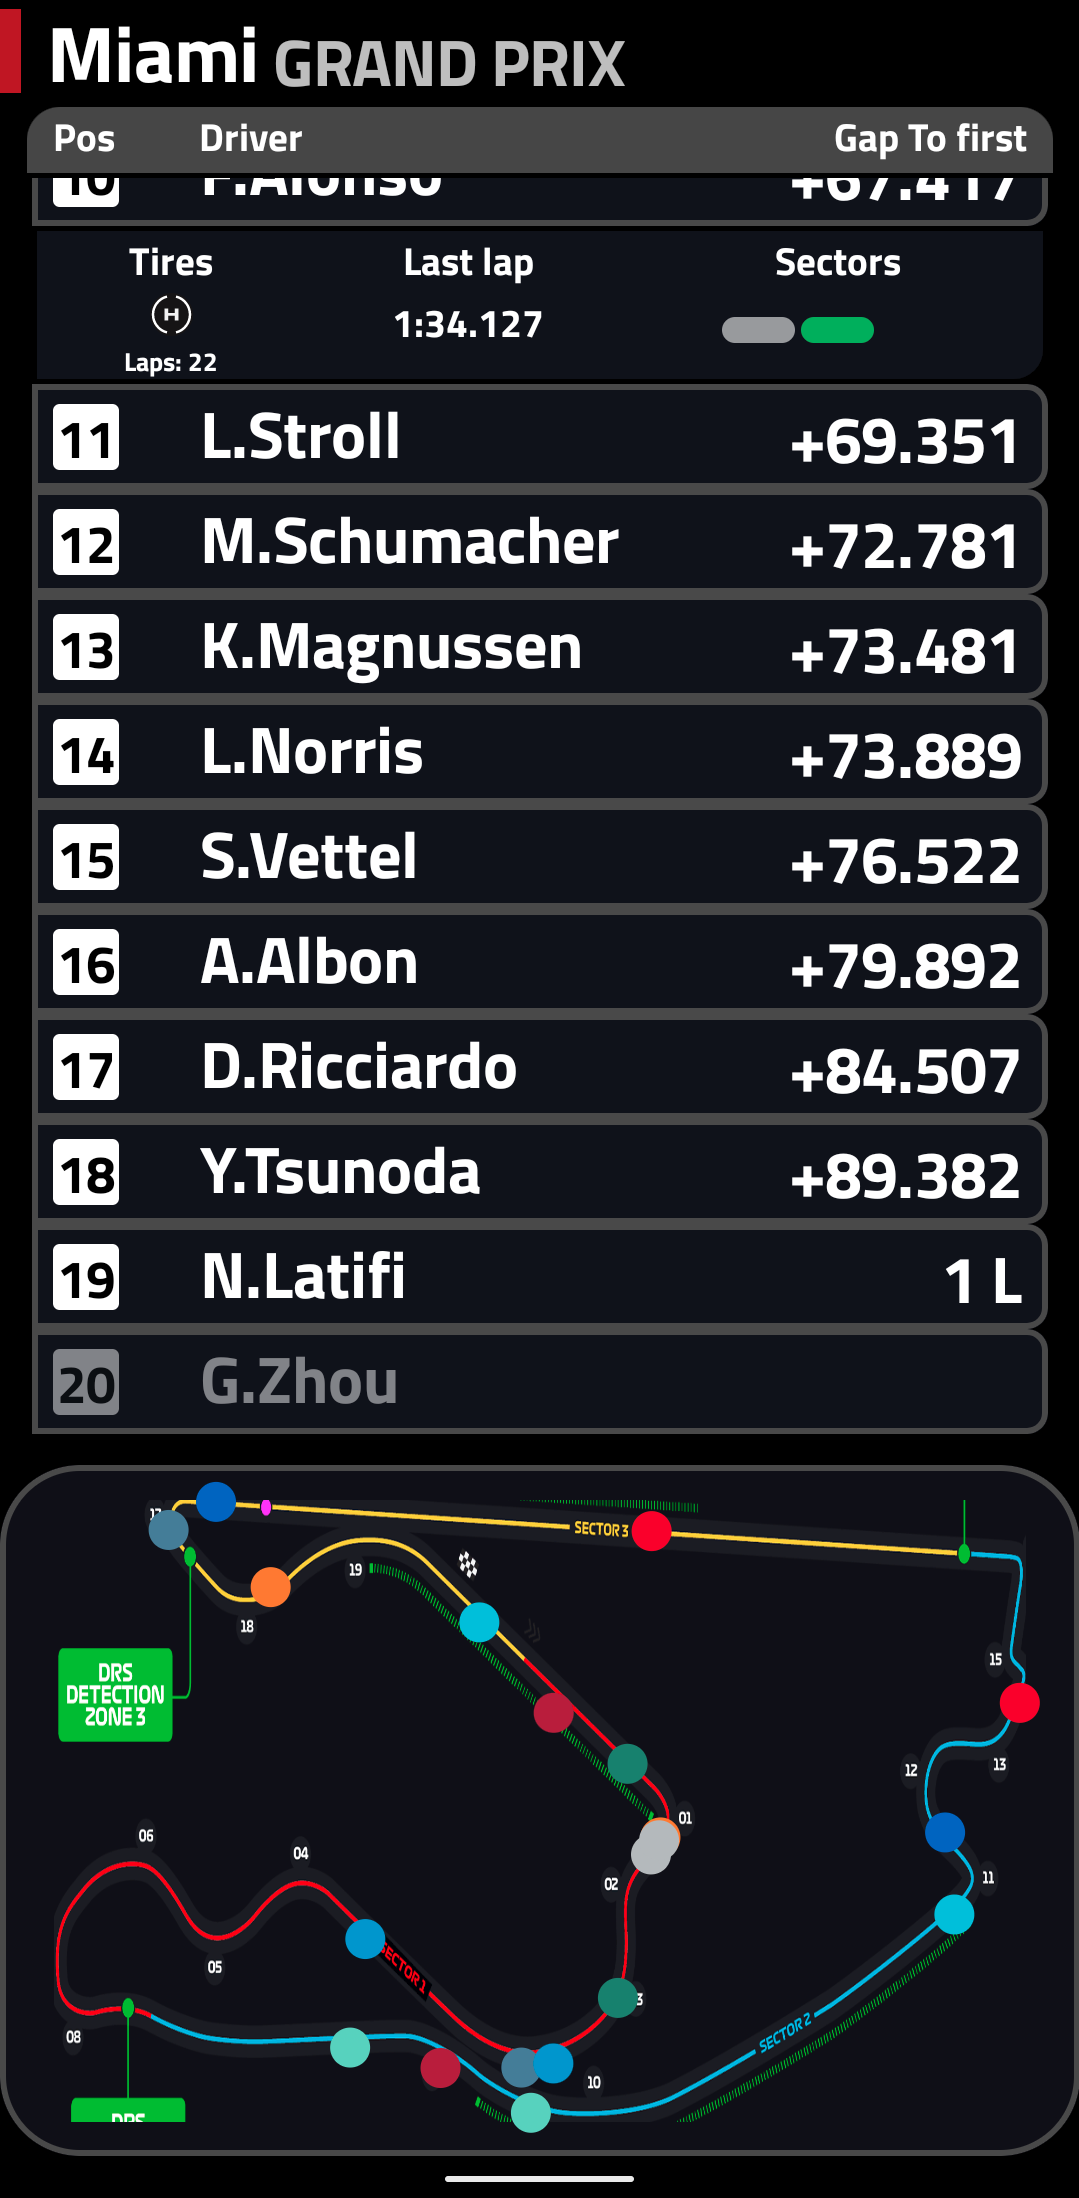 Miami GRAND PRIX
Pos Driver Gap To first
10 F.Alonso +67.417
Tires Last lap Sectors
H 1:34.127
Laps: 22
11 L.Stroll +69.351
12 M.Schumacher +72.781
13 K.Magnussen +73.481
14 L.Norris +73.889
15 S.Vettel +76.522
16 A.Albon +79.892
17 D.Ricciardo +84.507
18 Y.Tsunoda +89.382
19 N.Latifi 1 L
20 G.Zhou
17
SECTOR 3
19
18
15
DRS
DETECTION
ZONE 3
12
13
01
06
04
02
11
05
SECTOR 1
3
08
SECTOR 2
10
DRS